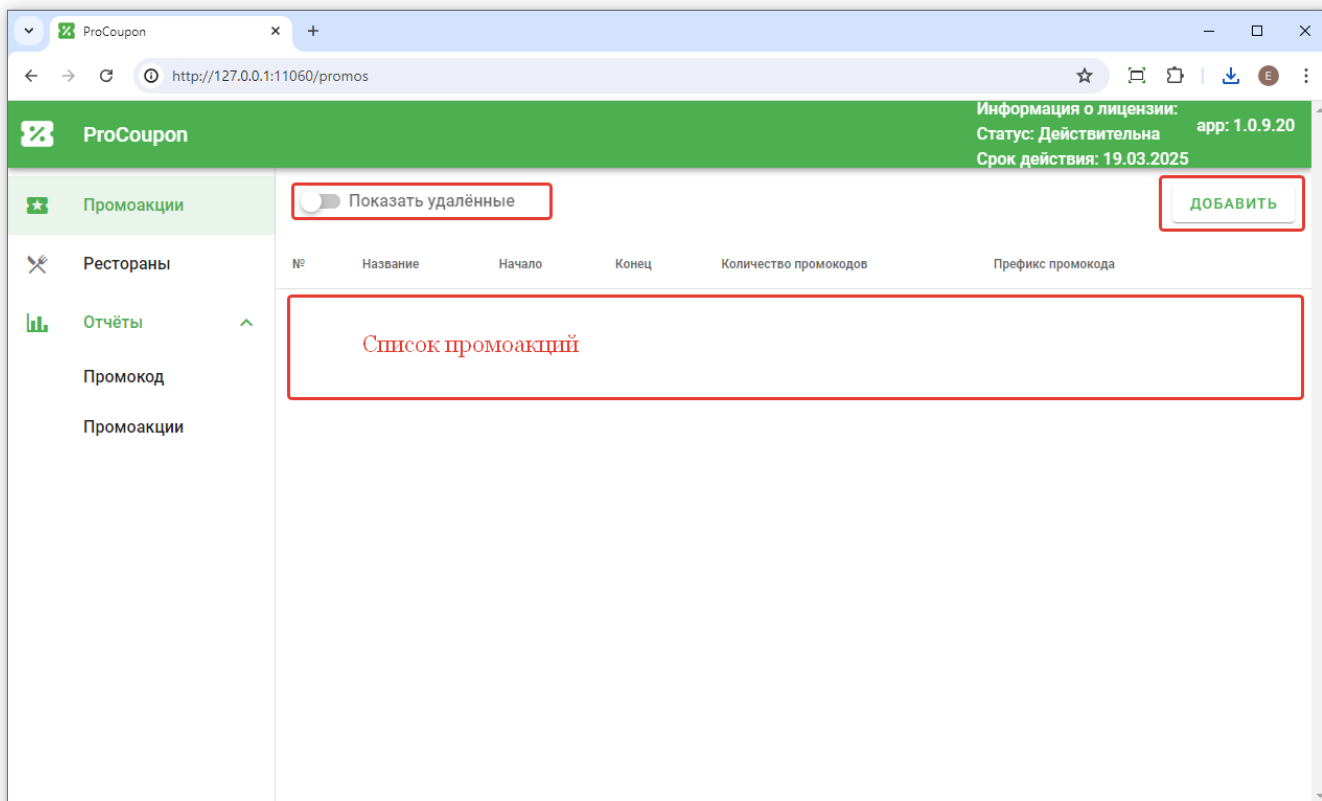 ProCoupon
http://127.0.0.1:11060/promos
E
ProCoupon
Информация о лицензии:
Статус: Действительна
Срок действия: 19.03.2025
app: 1.0.9.20
Промоакции
Рестораны
Отчёты
Промокод
Промоакции
Показать удалённые
ДОБАВИТЬ
№ Название Начало Конец Количество промокодов Префикс промокода
Список промоакций